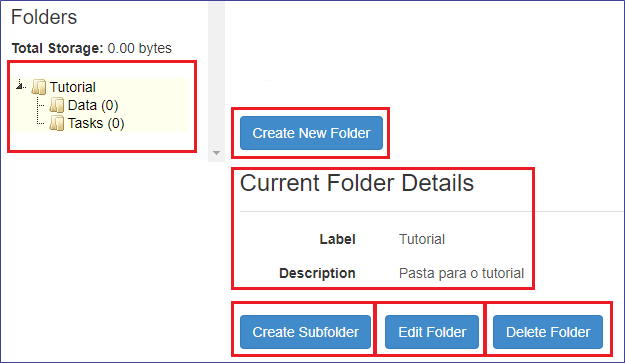 Folders
Total Storage: 0.00 bytes
Tutorial
Data (0)
Tasks (0)
Create New Folder
Current Folder Details
Label Tutorial
Description Pasta para o tutorial
Create Subfolder Edit Folder Delete Folder